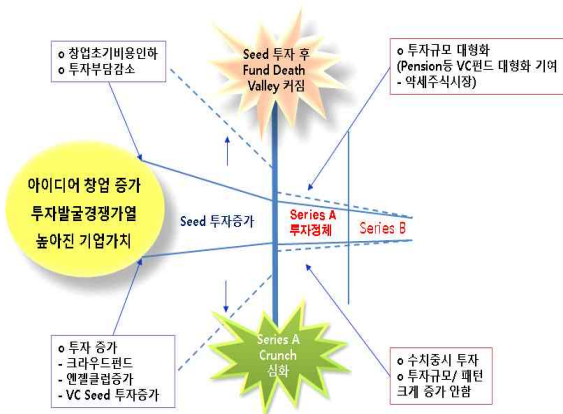 o 창업초기비용인하
o 투자부담감소
Seed 투자 후
Fund Death
Valley 커짐
o 투자규모 대형화
(Pension등 VC펀드 대형화 기여
- 약세주식시장)
아이디어 창업 증가
투자발굴경쟁가열
높아진 기업가치
Seed 투자증가
Series A
투자정체
Series B
o 투자 증가
- 크라우드펀드
- 엔젤클럽증가
- VC Seed 투자증가
Series A
Crunch
심화
o 수치중시 투자
o 투자규모/ 패턴
크게 증가 안함